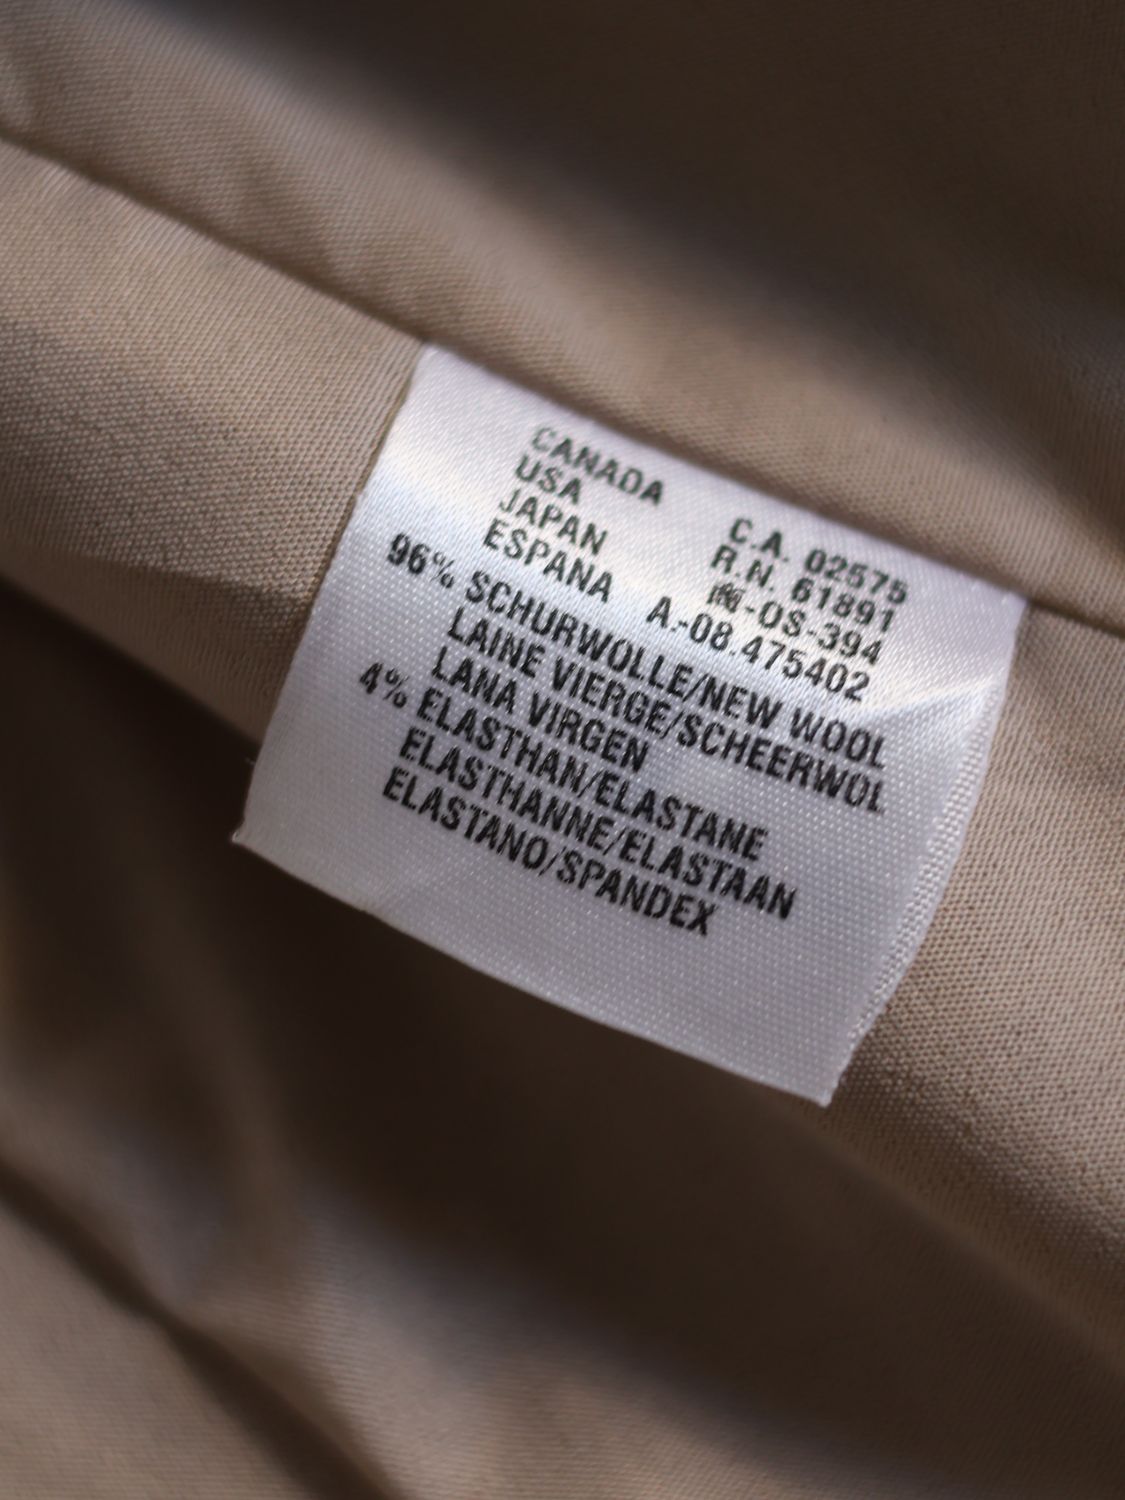 CANADA C.A. 02575
USA R.N. 61891
JAPAN -OS-394
ESPANA A.-08.475402
96% SCHURWOLLE/NEW WOOL
LAINE VIERGE/SCHEERWOL
LANA VIRGEN
4% ELASTHAN/ELASTANE
ELASTHANNE/ELASTAAN
ELASTANO/SPANDEX